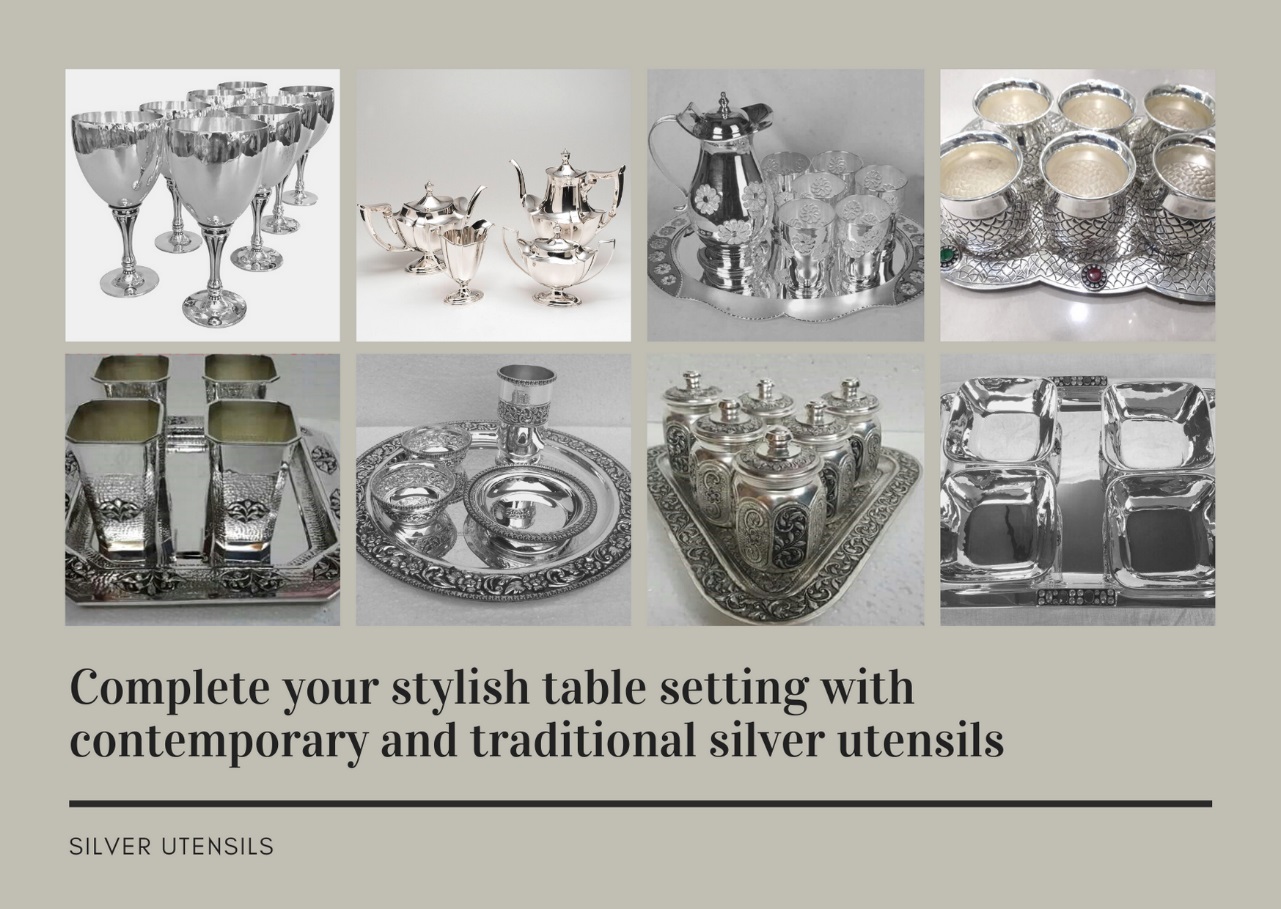 Complete your stylish table setting with
contemporary and traditional silver utensils
SILVER UTENSILS